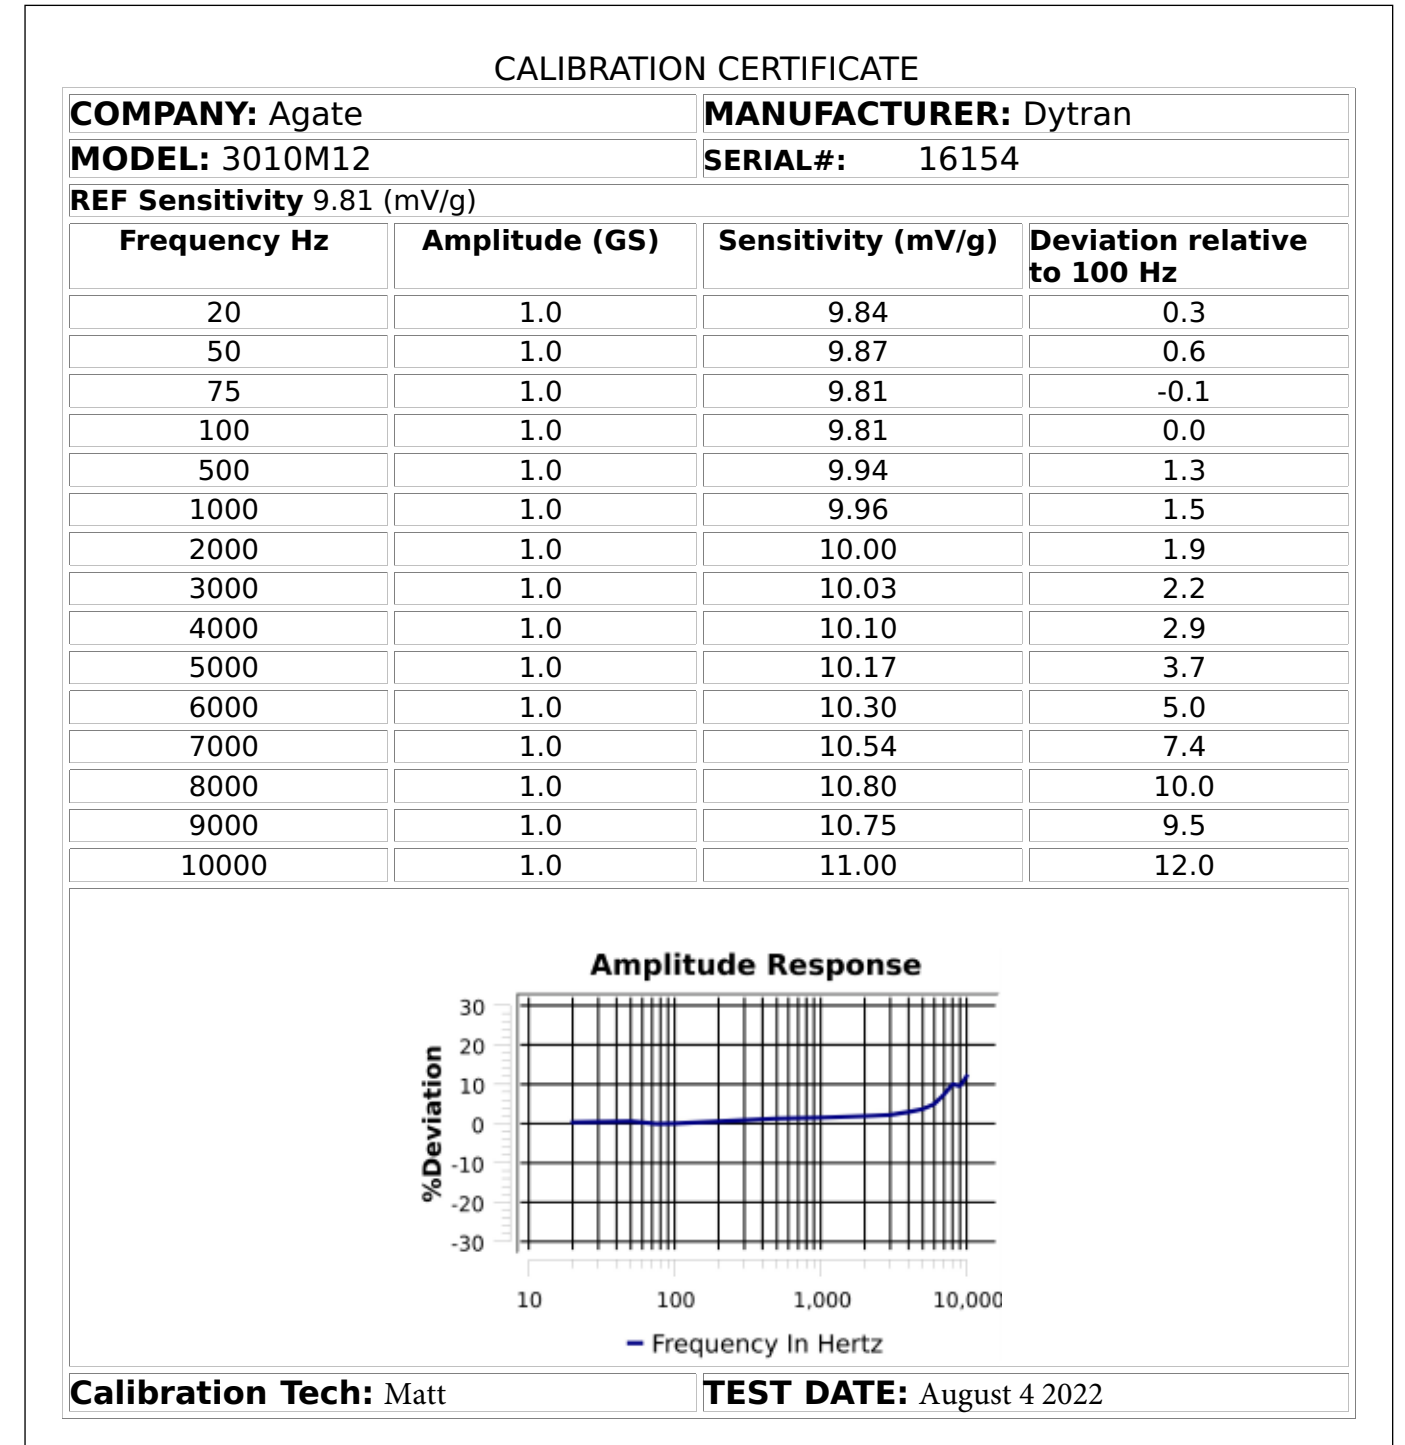 CALIBRATION CERTIFICATE
COMPANY: Agate MANUFACTURER: Dytran
MODEL: 3010M12 SERIAL#: 16154
REF Sensitivity 9.81 (mV/g)
Frequency Hz Amplitude (GS) Sensitivity (mV/g) Deviation relative
to 100 Hz
20 1.0 9.84 0.3
50 1.0 9.87 0.6
75 1.0 9.81 -0.1
100 1.0 9.81 0.0
500 1.0 9.94 1.3
1000 1.0 9.96 1.5
2000 1.0 10.00 1.9
3000 1.0 10.03 2.2
4000 1.0 10.10 2.9
5000 1.0 10.17 3.7
6000 1.0 10.30 5.0
7000 1.0 10.54 7.4
8000 1.0 10.80 10.0
9000 1.0 10.75 9.5
10000 1.0 11.00 12.0
Amplitude Response
%Deviation
30
20
10
0
-10
-20
-30
10 100 1,000 10,000
Frequency In Hertz
Calibration Tech: Matt TEST DATE: August 4 2022